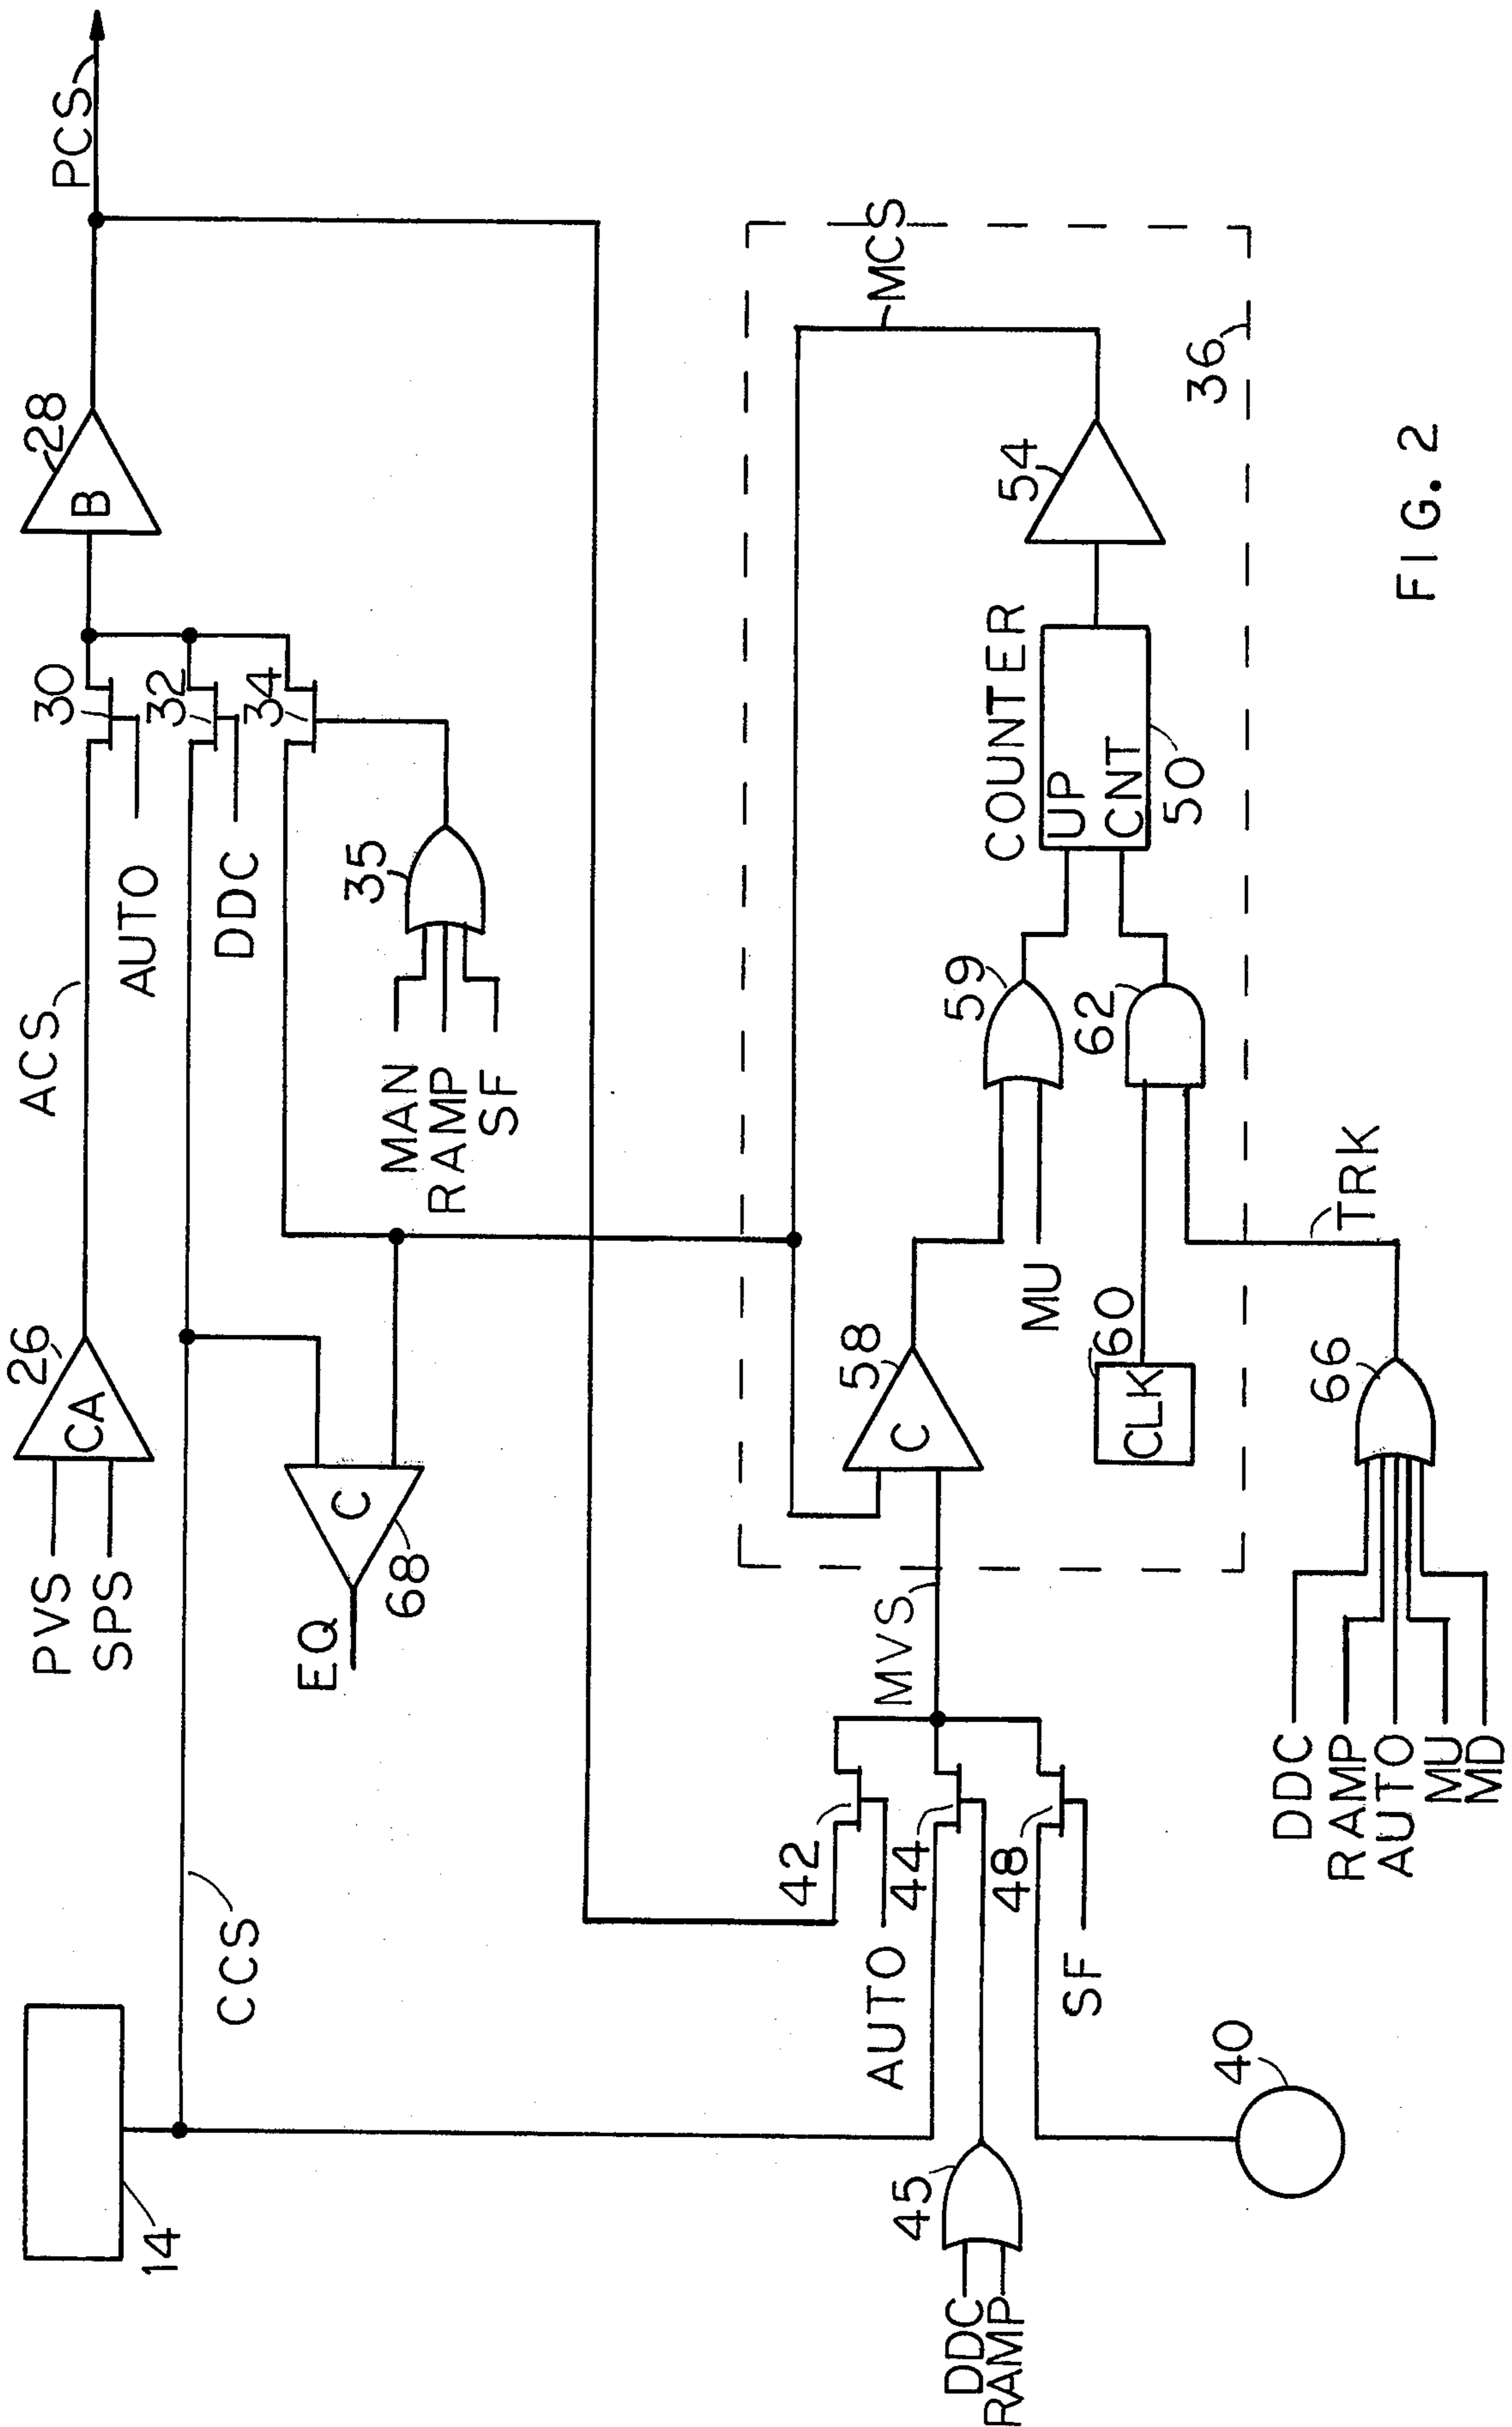 14
CCS
PVS
SPS
CA
26
ACS
AUTO
30
DDC
32
34
B
28
PCS
EQ
C
68
MAN
RAMP
SF
35
DDC
RAMP
45
AUTO
42
44
48
SF
40
MVS
C
58
MU
59
62
CLK
60
COUNTER
UP
CNT
50
54
MCS
36
DDC
RAMP
AUTO
MU
MD
66
TRK
FIG. 2